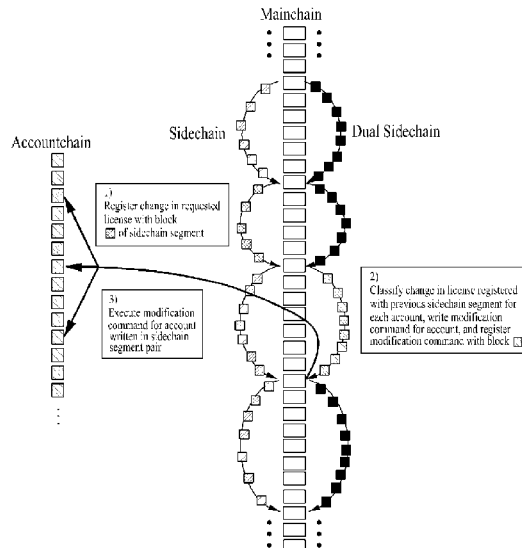 Mainchain
Sidechain
Dual Sidechain
Accountchain
1)
Register change in requested
license with block
of sidechain segment
2)
Classify change in license registered
with previous sidechain segment for
each account, write modification
command for account, and register
modification command with block
3)
Execute modification
command for account
written in sidechain
segment pair